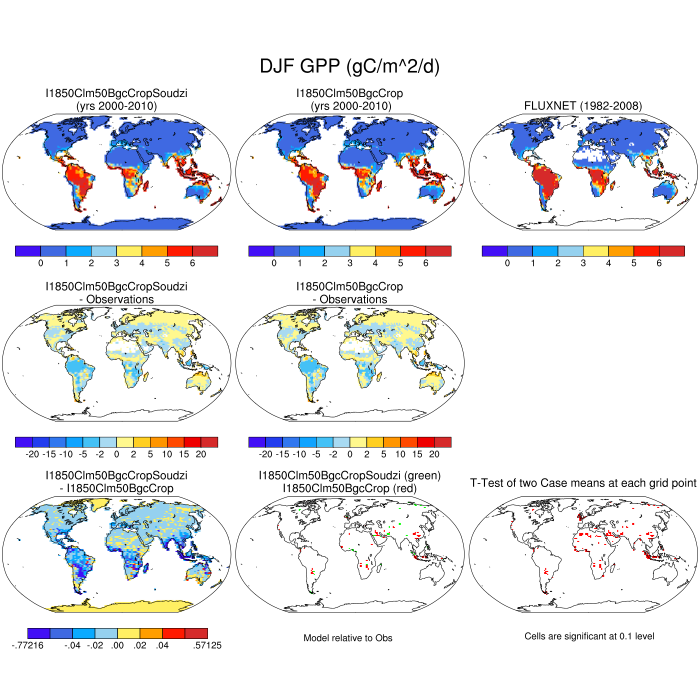 DJF GPP (gC/m^2/d)
I1850Clm50BgcCropSoudzi
(yrs 2000-2010)
I1850Clm50BgcCrop
(yrs 2000-2010)
FLUXNET (1982-2008)
0 1 2 3 4 5 6
0 1 2 3 4 5 6
0 1 2 3 4 5 6
I1850Clm50BgcCropSoudzi
- Observations
I1850Clm50BgcCrop
- Observations
-20 -15 -10 -5 -2 0 2 5 10 15 20
-20 -15 -10 -5 -2 0 2 5 10 15 20
I1850Clm50BgcCropSoudzi
- I1850Clm50BgcCrop
I1850Clm50BgcCropSoudzi (green)
I1850Clm50BgcCrop (red)
T-Test of two Case means at each grid point
-.77216 -.04 -.02 .00 .02 .04 .57125
Model relative to Obs
Cells are significant at 0.1 level